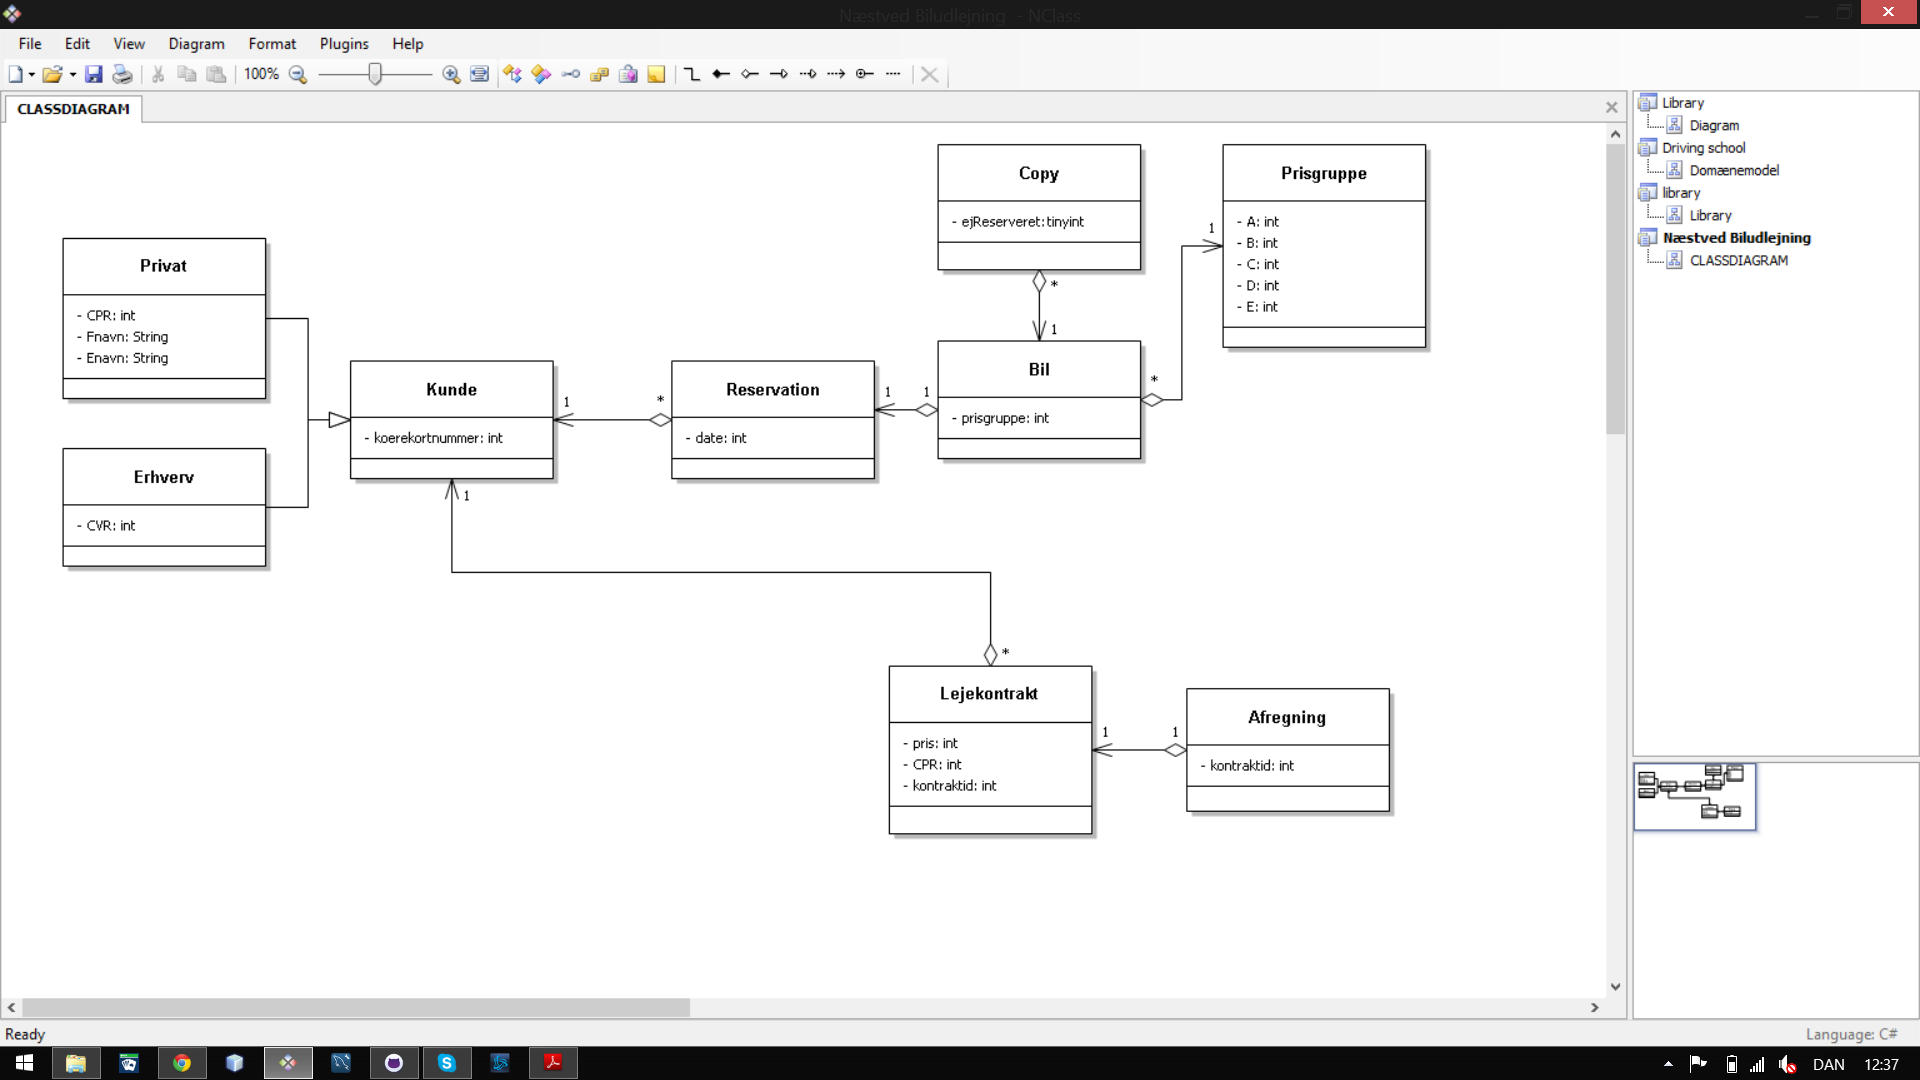 Næstved Biludlejning - NClass
File Edit View Diagram Format Plugins Help
100%
CLASSDIAGRAM
Copy
- ejReserveret: tinyint
Prisgruppe
- A: int
- B: int
- C: int
- D: int
- E: int
Privat
- CPR: int
- Fnavn: String
- Enavn: String
Erhverv
- CVR: int
Kunde
- koerekortnummer: int
Reservation
- date: int
Bil
- prisgruppe: int
Lejekontrakt
- pris: int
- CPR: int
- kontraktid: int
Afregning
- kontraktid: int
* 1
* 1
1 1
1 *
1
*
1 1
Library
Diagram
Driving school
Domænemodel
library
Library
Næstved Biludlejning
CLASSDIAGRAM
Ready
Language: C#
DAN 12:37